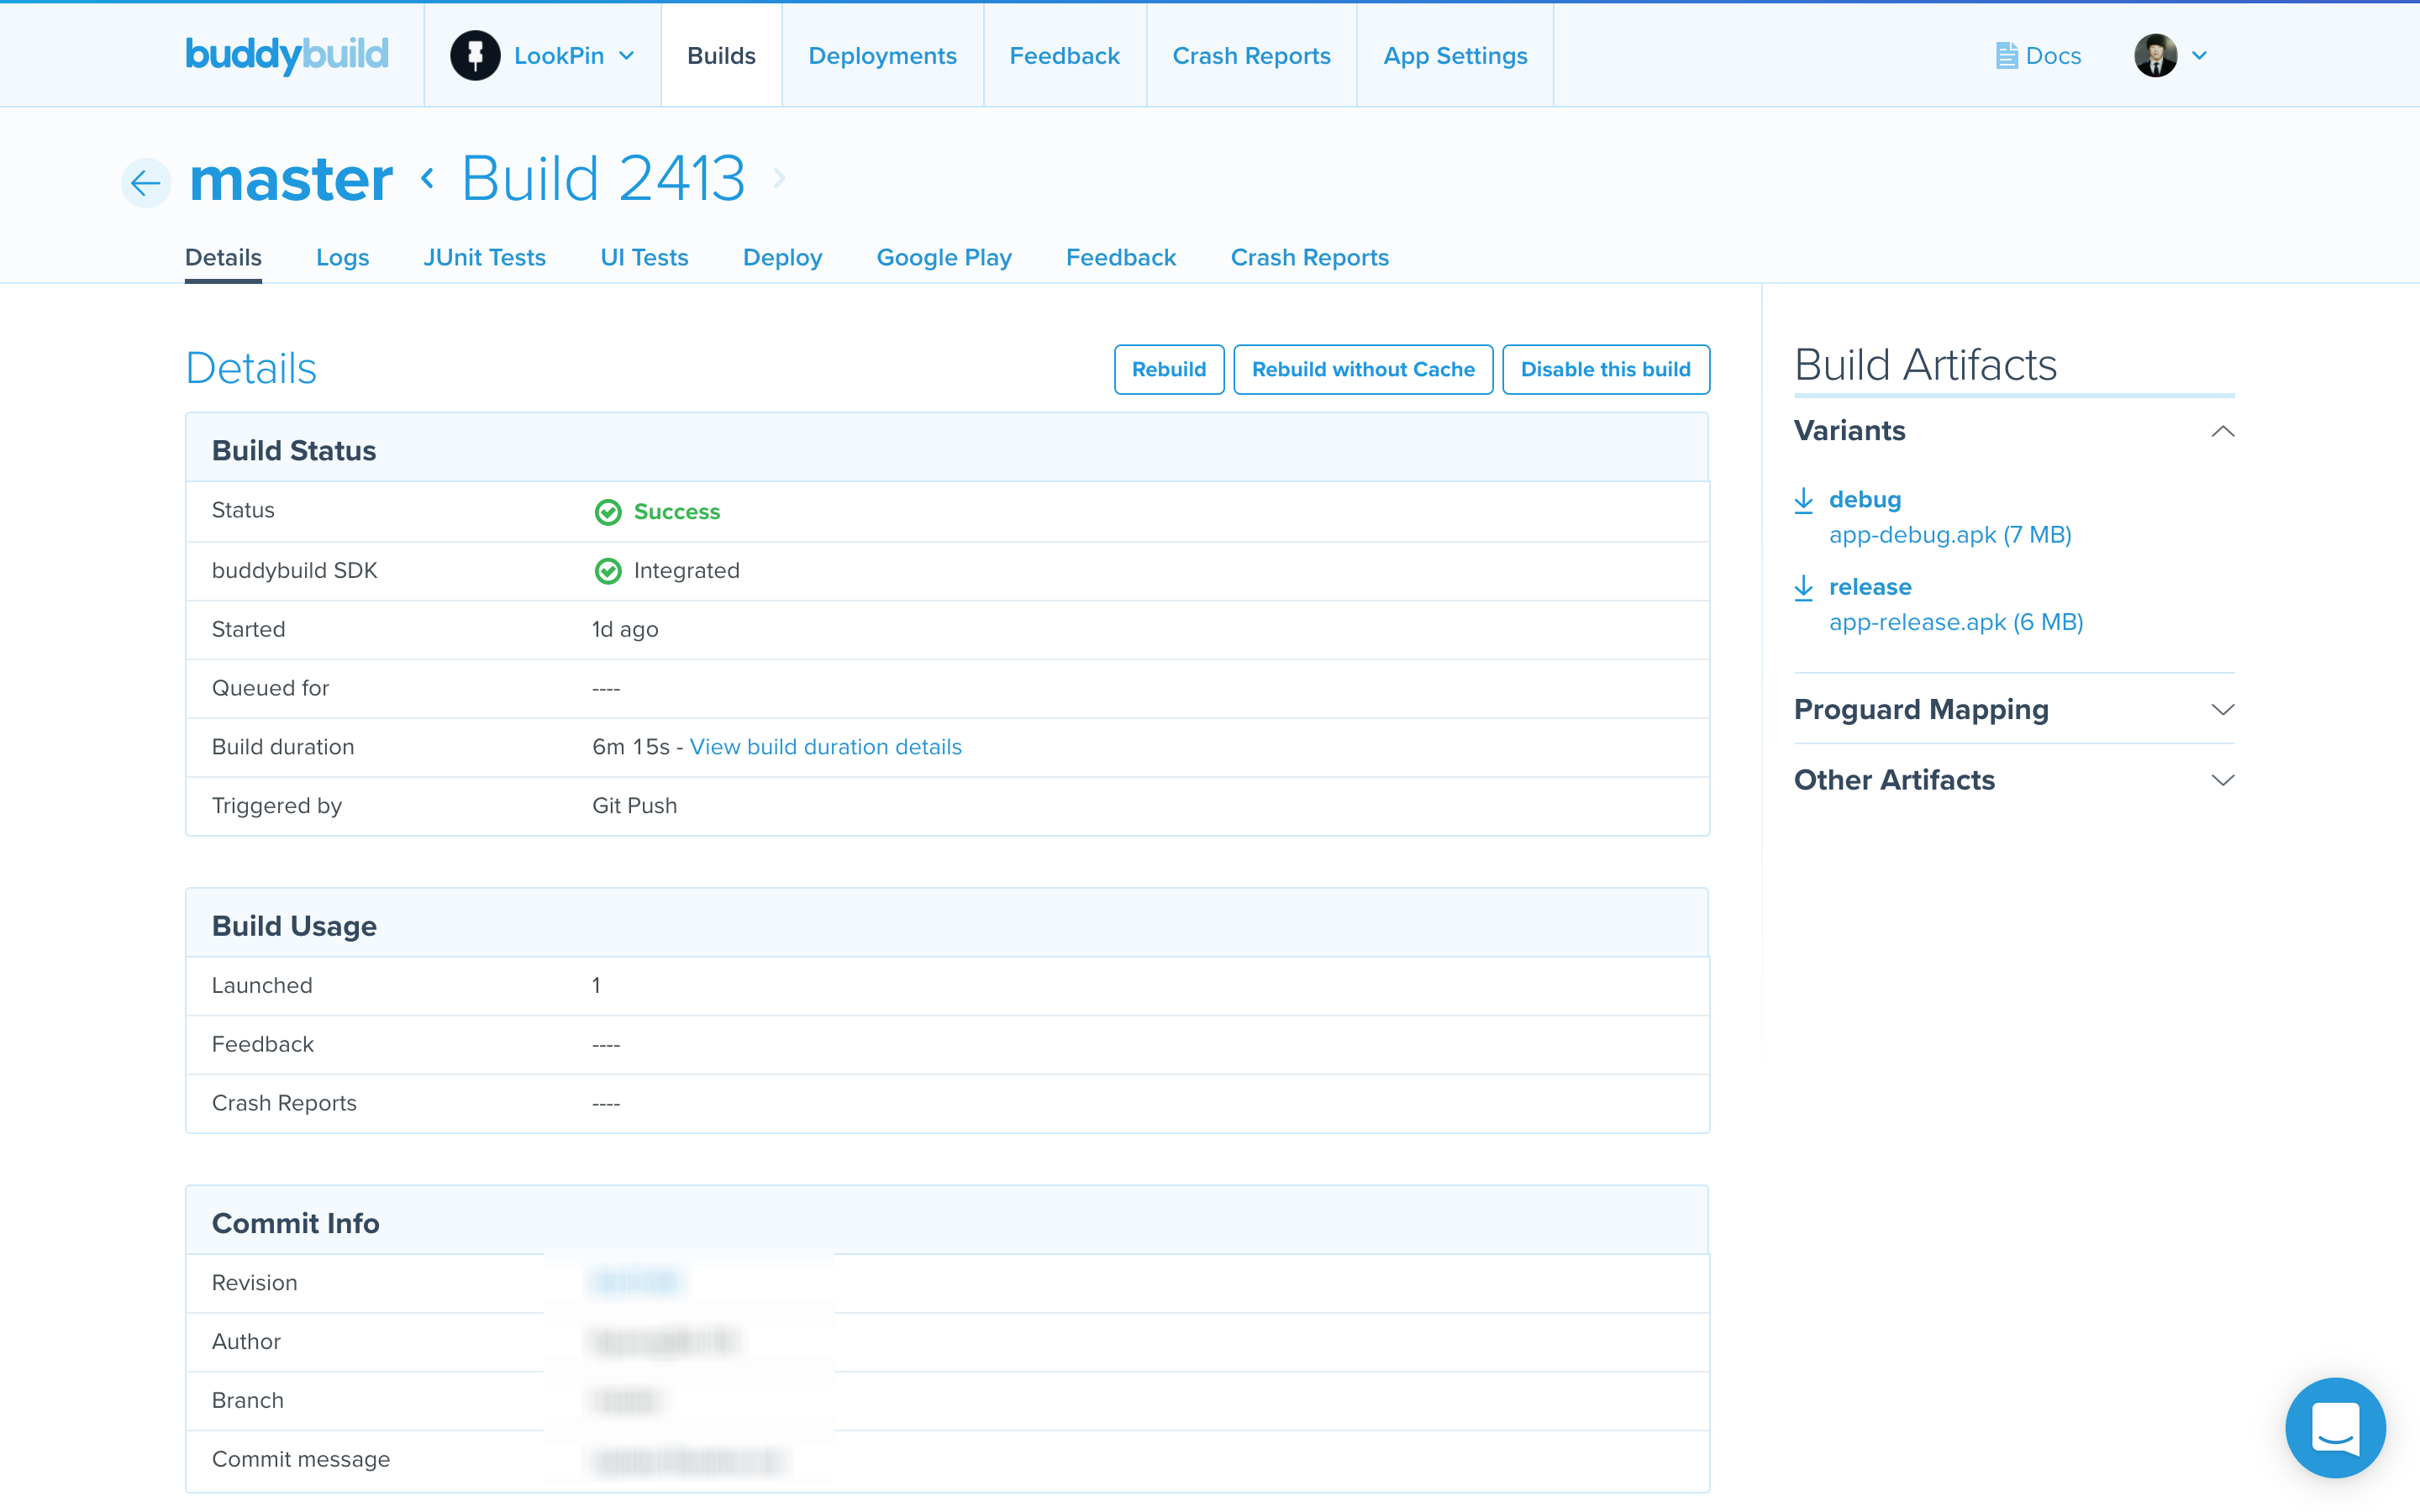 buddybuild
LookPin
Builds
Deployments
Feedback
Crash Reports
App Settings
Docs
master
Build 2413
Details
Logs
JUnit Tests
UI Tests
Deploy
Google Play
Feedback
Crash Reports
Details
Rebuild
Rebuild without Cache
Disable this build
Build Status
Status Success
buddybuild SDK Integrated
Started 1d ago
Queued for ----
Build duration 6m 15s - View build duration details
Triggered by Git Push
Build Usage
Launched 1
Feedback ----
Crash Reports ----
Commit Info
Revision
Author
Branch
Commit message
Build Artifacts
Variants
debug
app-debug.apk (7 MB)
release
app-release.apk (6 MB)
Proguard Mapping
Other Artifacts